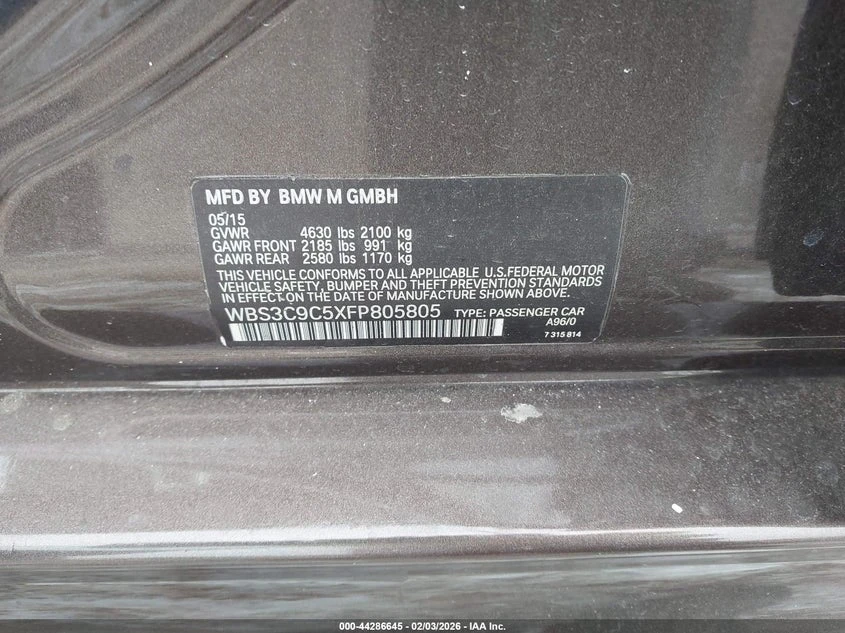 MFD BY BMW M GMBH
05/15
GVWR 4630 lbs 2100 kg
GAWR FRONT 2185 lbs 991 kg
GAWR REAR 2580 lbs 1170 kg
THIS VEHICLE CONFORMS TO ALL APPLICABLE U.S.FEDERAL MOTOR
VEHICLE SAFETY, BUMPER AND THEFT PREVENTION STANDARDS
IN EFFECT ON THE DATE OF MANUFACTURE SHOWN ABOVE.
WBS3C9C5XFP805805 TYPE: PASSENGER CAR
A96/0
7 315 814
000-44286645 - 02/03/2026 - IAA Inc.